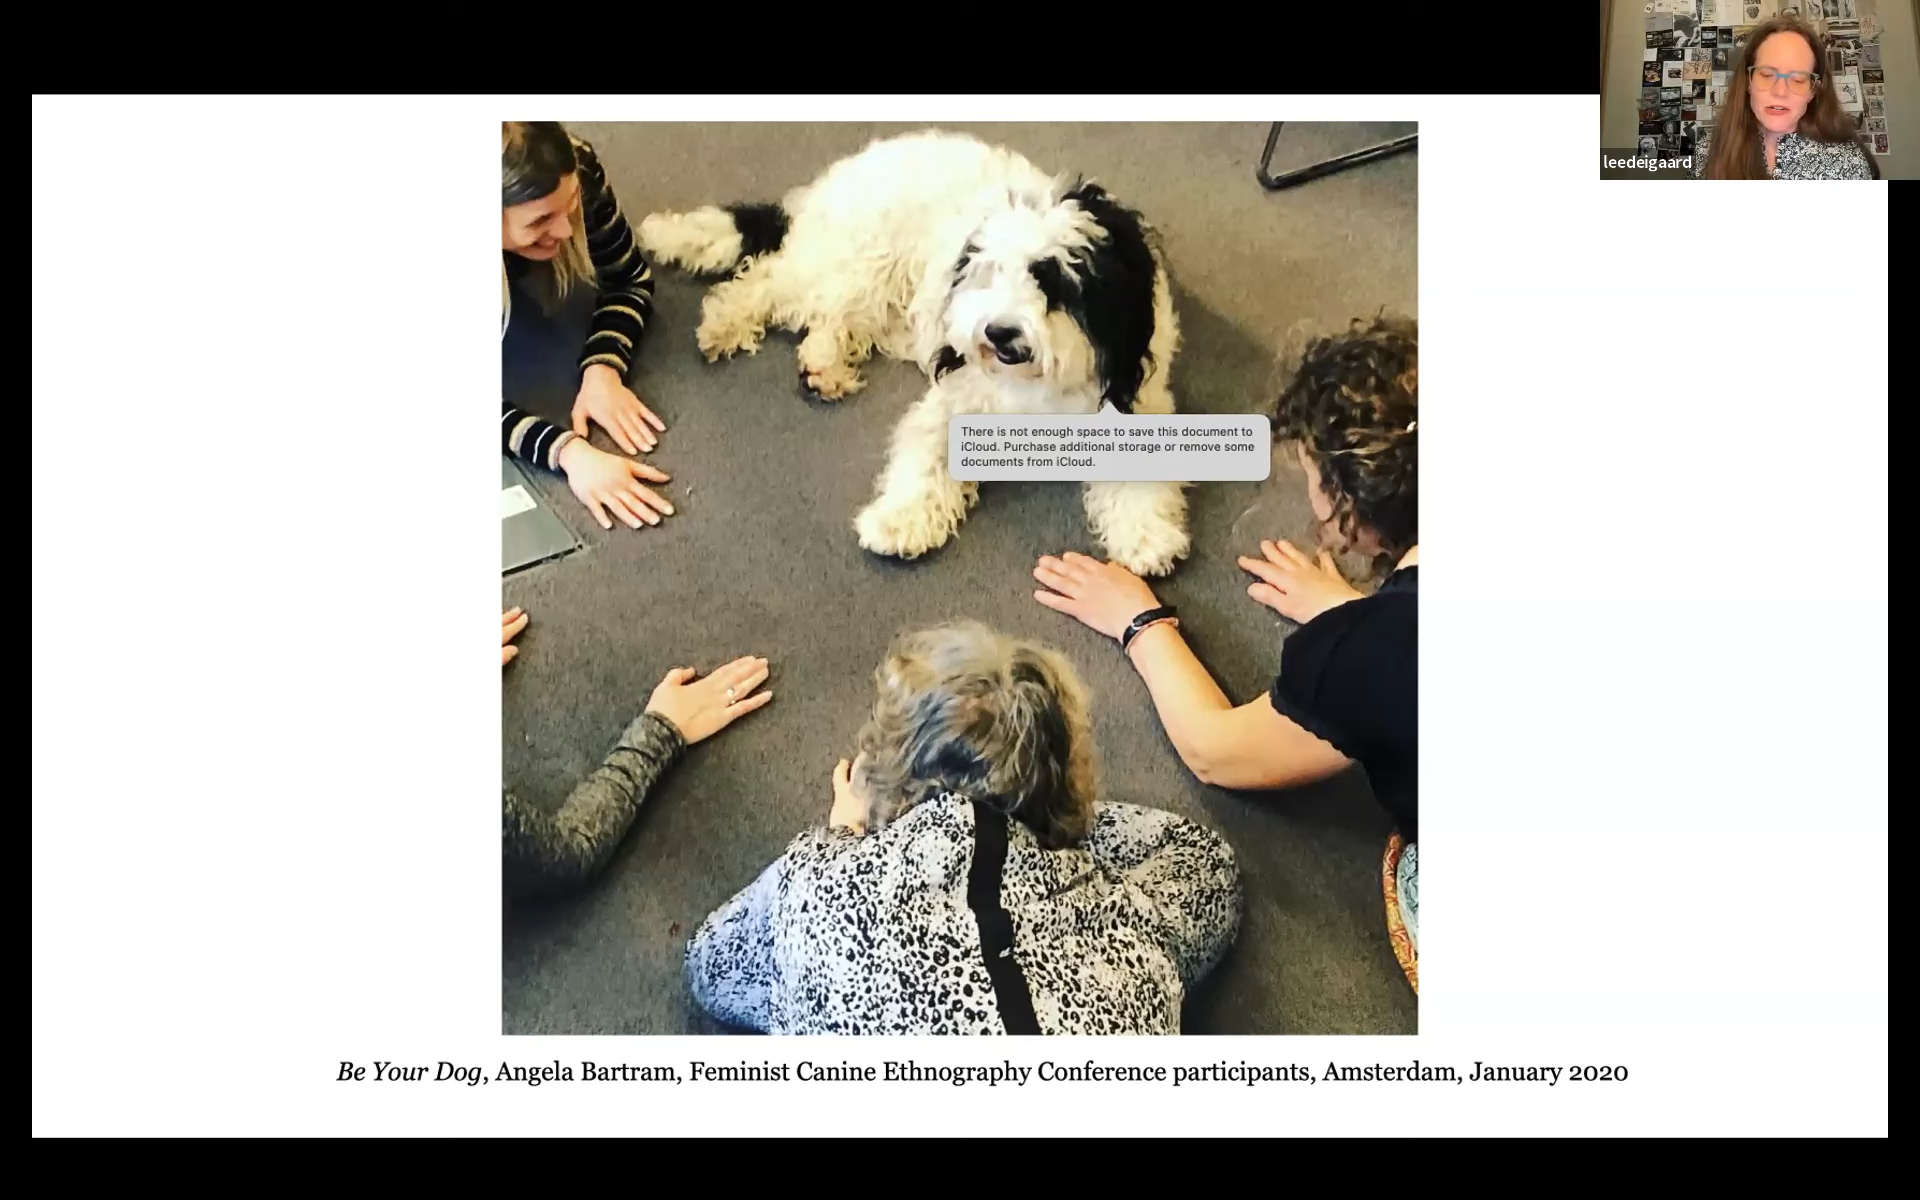 leedeigaard
There is not enough space to save this document to
iCloud. Purchase additional storage or remove some
documents from iCloud.
Be Your Dog, Angela Bartram, Feminist Canine Ethnography Conference participants, Amsterdam, January 2020